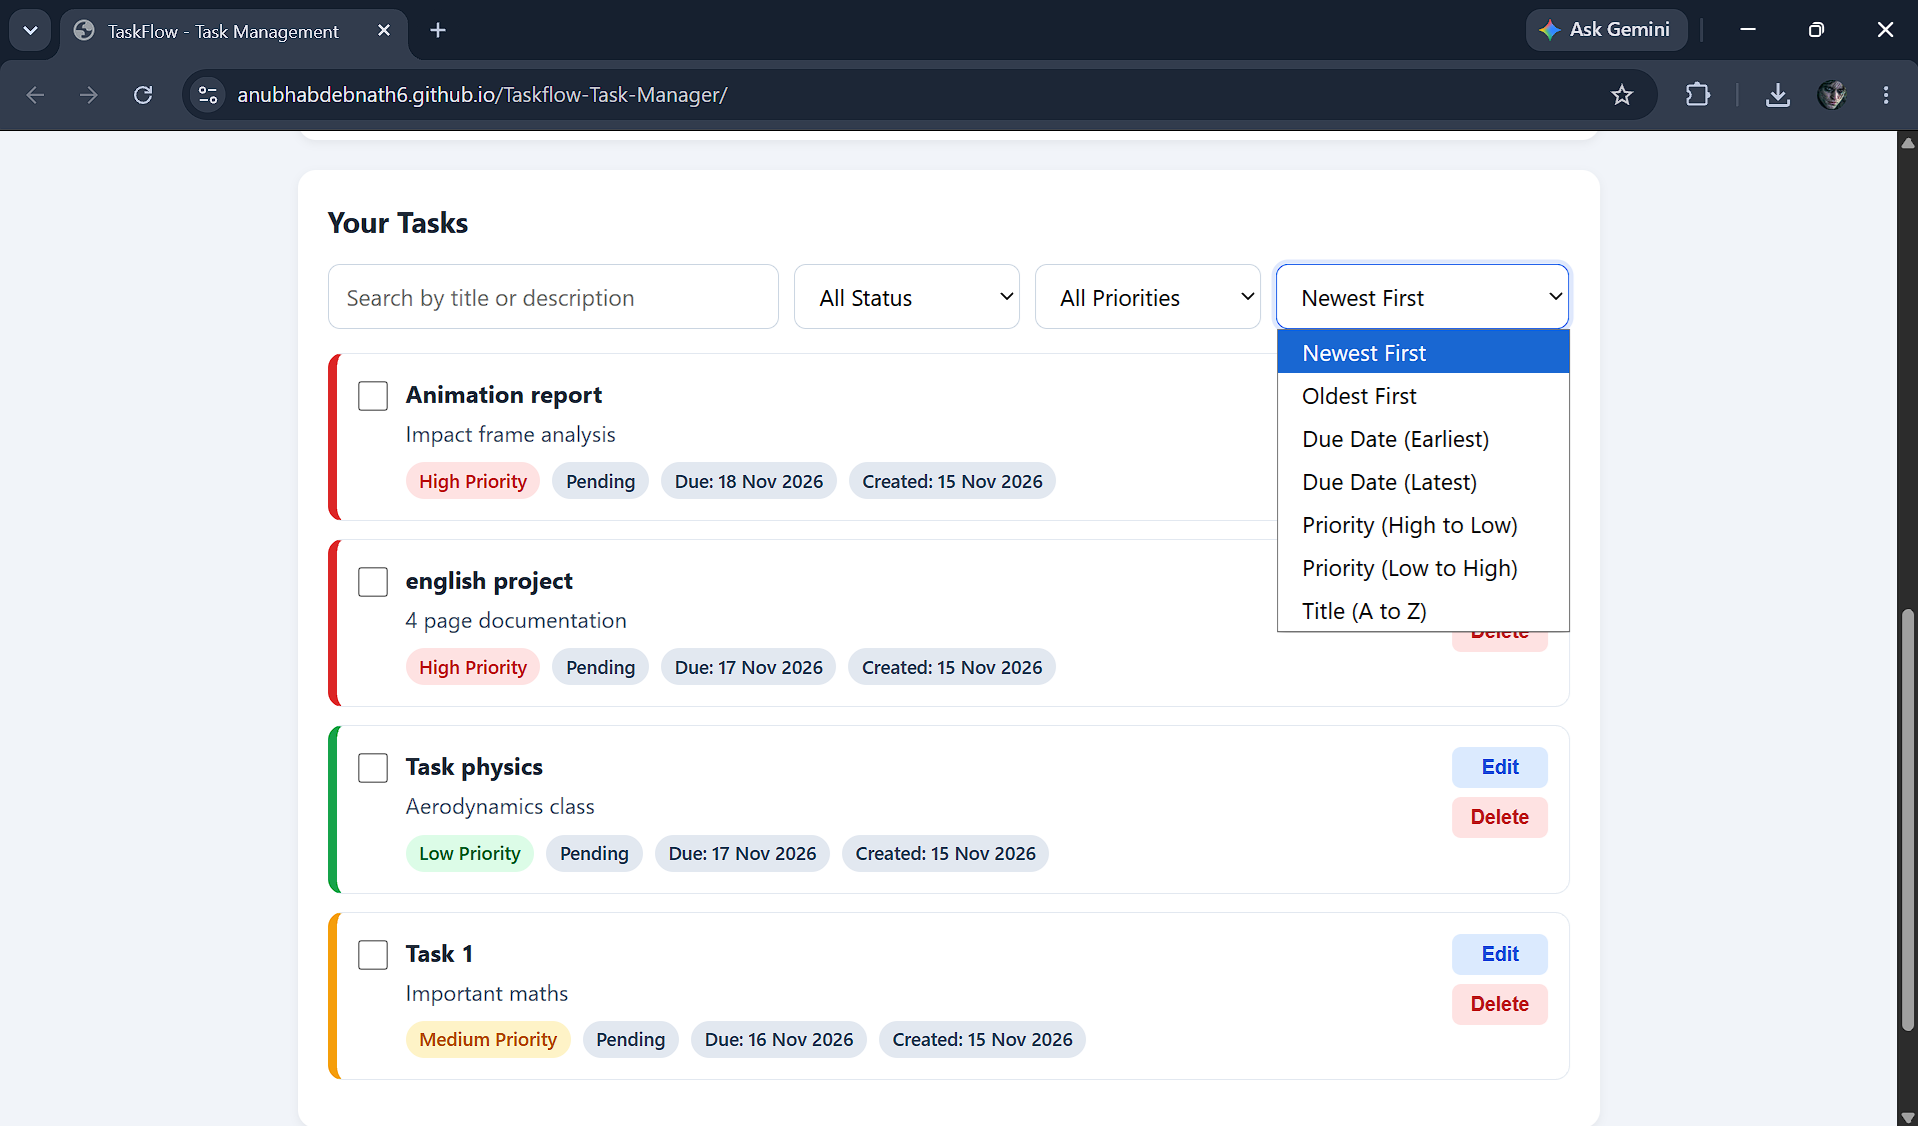 TaskFlow - Task Management
Ask Gemini
anubhabdebnath6.github.io/Taskflow-Task-Manager/
Your Tasks
Search by title or description
All Status
All Priorities
Newest First
Newest First
Oldest First
Due Date (Earliest)
Due Date (Latest)
Priority (High to Low)
Priority (Low to High)
Title (A to Z)
Animation report
Impact frame analysis
High Priority Pending Due: 18 Nov 2026 Created: 15 Nov 2026
english project
4 page documentation
High Priority Pending Due: 17 Nov 2026 Created: 15 Nov 2026
Delete
Task physics
Aerodynamics class
Low Priority Pending Due: 17 Nov 2026 Created: 15 Nov 2026
Edit
Delete
Task 1
Important maths
Medium Priority Pending Due: 16 Nov 2026 Created: 15 Nov 2026
Edit
Delete